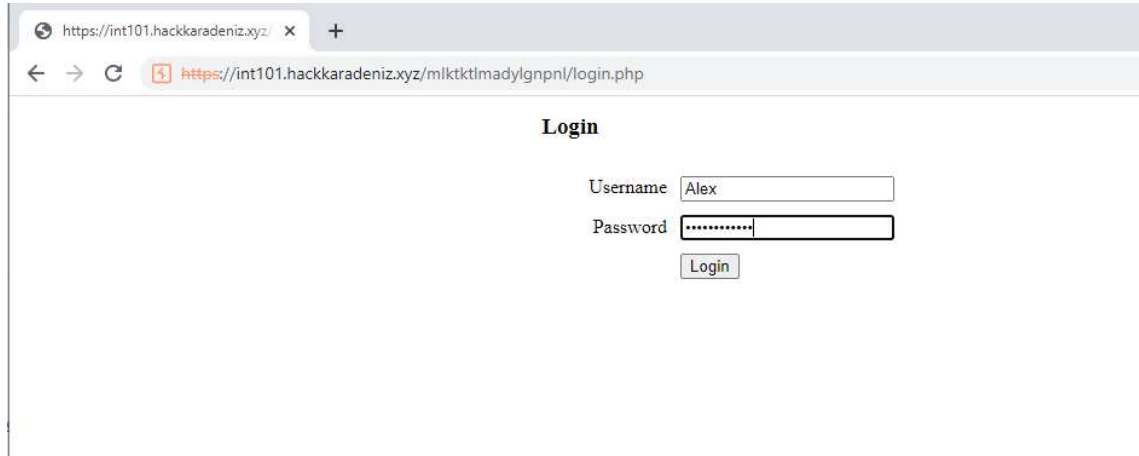 https://int101.hackkaradeniz.xyz/
https://int101.hackkaradeniz.xyz/mlktktlmadylgnpnl/login.php
Login
Username Alex
Password ••••••••••••
Login